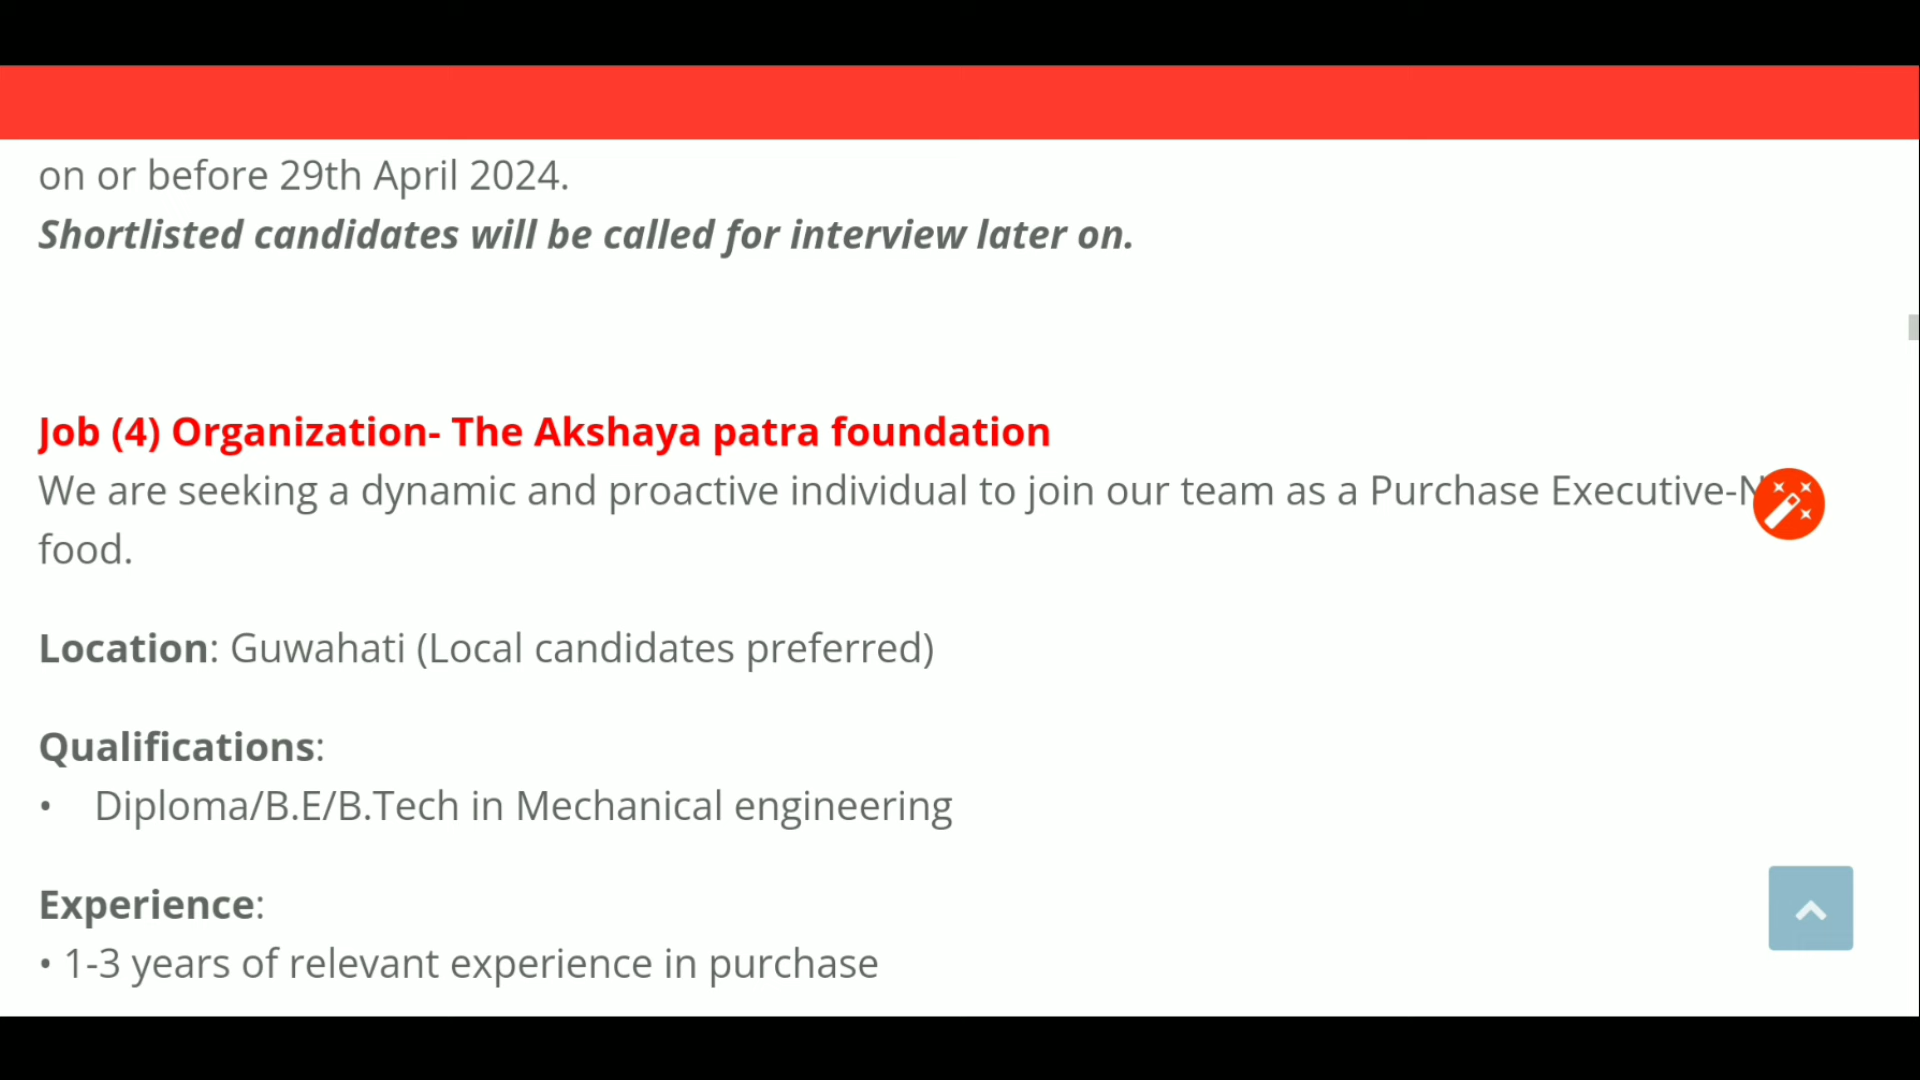 on or before 29th April 2024.
Shortlisted candidates will be called for interview later on.
Job (4) Organization- The Akshaya patra foundation
We are seeking a dynamic and proactive individual to join our team as a Purchase
food.
Location: Guwahati (Local candidates preferred)
Qualifications:
• Diploma/B.E/B.Tech in Mechanical engineering
Experience:
• 1-3 years of relevant experience in purchase